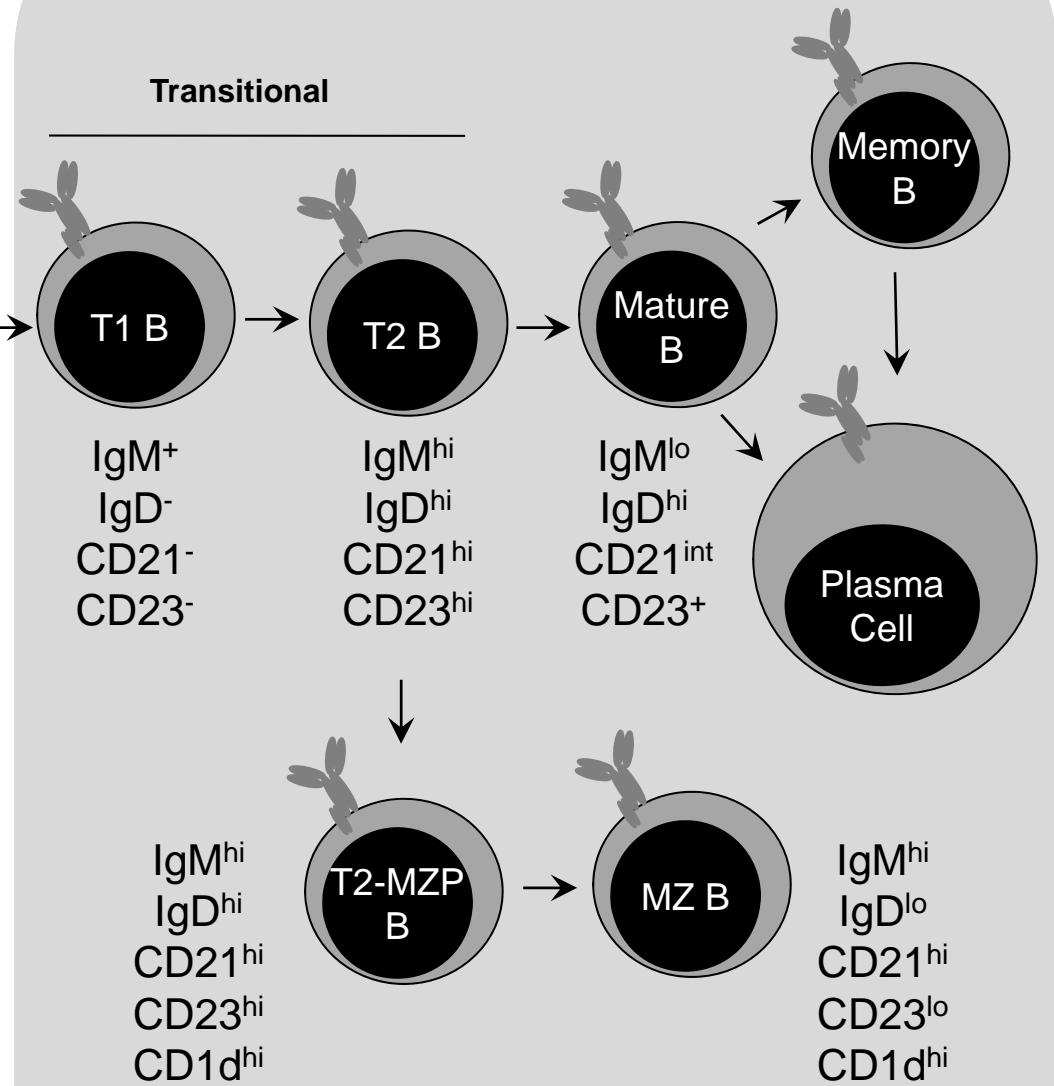 Transitional
Memory
B
T1 B
T2 B
Mature
B
IgM⁺
IgD⁻
CD21⁻
CD23⁻
IgMʰⁱ
IgDʰⁱ
CD21ʰⁱ
CD23ʰⁱ
IgMˡᵒ
IgDʰⁱ
CD21ⁱⁿᵗ
CD23⁺
Plasma
Cell
IgMʰⁱ
IgDʰⁱ
CD21ʰⁱ
CD23ʰⁱ
CD1dʰⁱ
T2-MZP
B
MZ B
IgMʰⁱ
IgDˡᵒ
CD21ʰⁱ
CD23ˡᵒ
CD1dʰⁱ